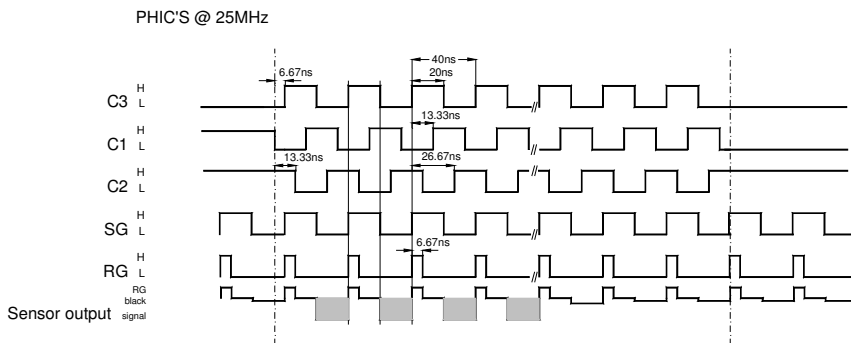 PHIC'S @ 25MHz
40ns
6.67ns
20ns
C3 H L
13.33ns
C1 H L
13.33ns
26.67ns
C2 H L
SG H L
6.67ns
RG H L
RG
black
Sensor output signal